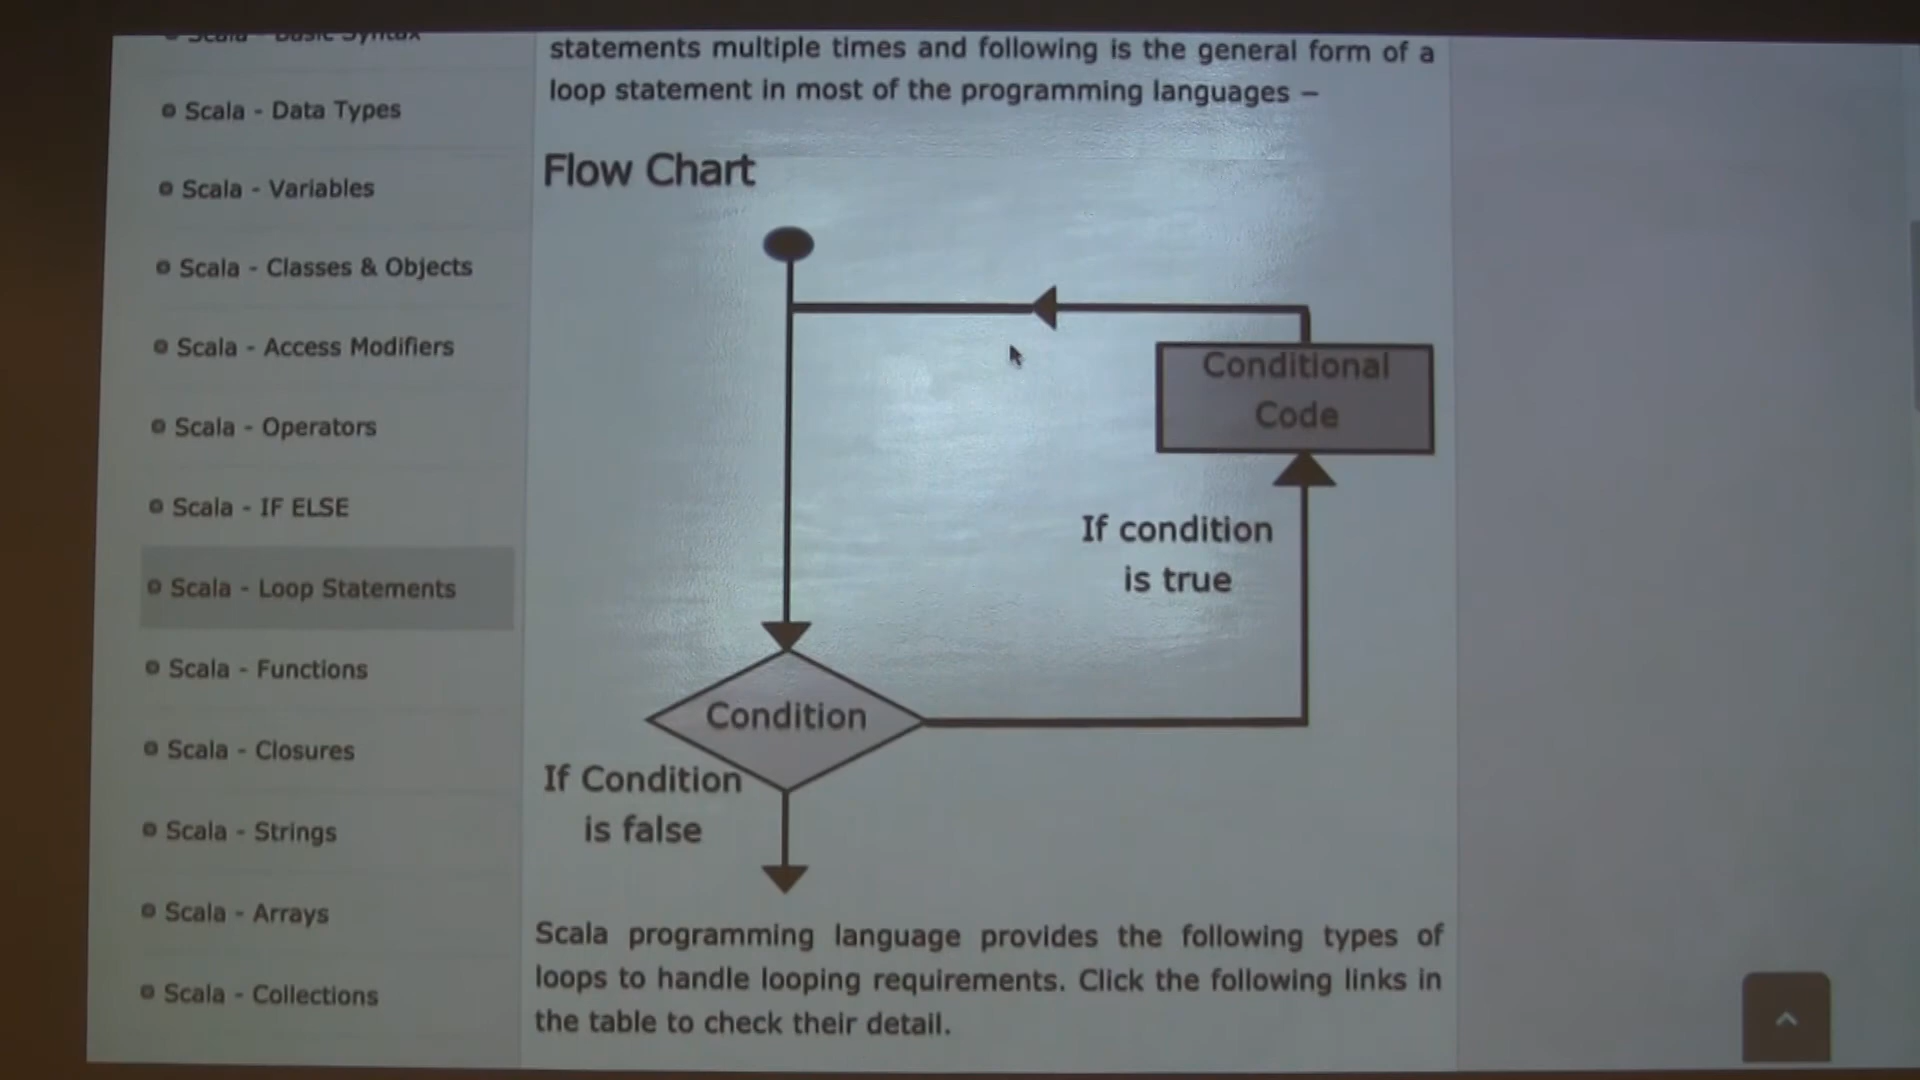 Scala - Basic Syntax
Scala - Data Types
Scala - Variables
Scala - Classes & Objects
Scala - Access Modifiers
Scala - Operators
Scala - IF ELSE
Scala - Loop Statements
Scala - Functions
Scala - Closures
Scala - Strings
Scala - Arrays
Scala - Collections
statements multiple times and following is the general form of a
loop statement in most of the programming languages –
Flow Chart
Conditional
Code
If condition
is true
Condition
If Condition
is false
Scala programming language provides the following types of
loops to handle looping requirements. Click the following links in
the table to check their detail.